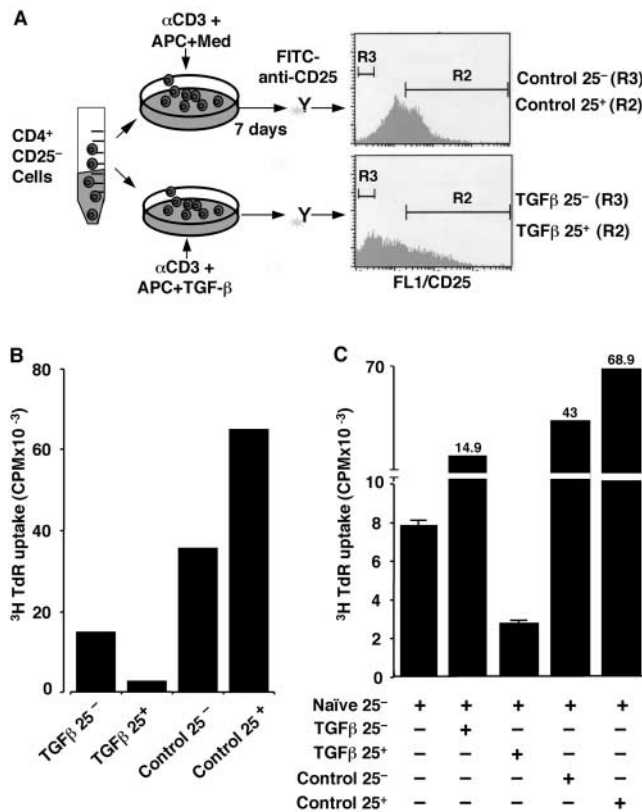 A
αCD3 +
APC+Med
FITC-
anti-CD25
7 days
CD4⁺
CD25⁻
Cells
Y
Y
αCD3 +
APC+TGF-β
R3
R2
Control 25⁻ (R3)
Control 25⁺ (R2)
R3
R2
TGFβ 25⁻ (R3)
TGFβ 25⁺ (R2)
FL1/CD25
B
³H TdR uptake (CPMx10 ⁻³)
80
60
40
20
0
TGFβ 25⁻
TGFβ 25⁺
Control 25⁻
Control 25⁺
C
³H TdR uptake (CPMx10 ⁻³)
70
10
8
6
4
2
0
14.9
43
68.9
Naïve 25⁻ + + + + +
TGFβ 25⁻ – + – – –
TGFβ 25⁺ – – + – –
Control 25⁻ – – – + –
Control 25⁺ – – – – +